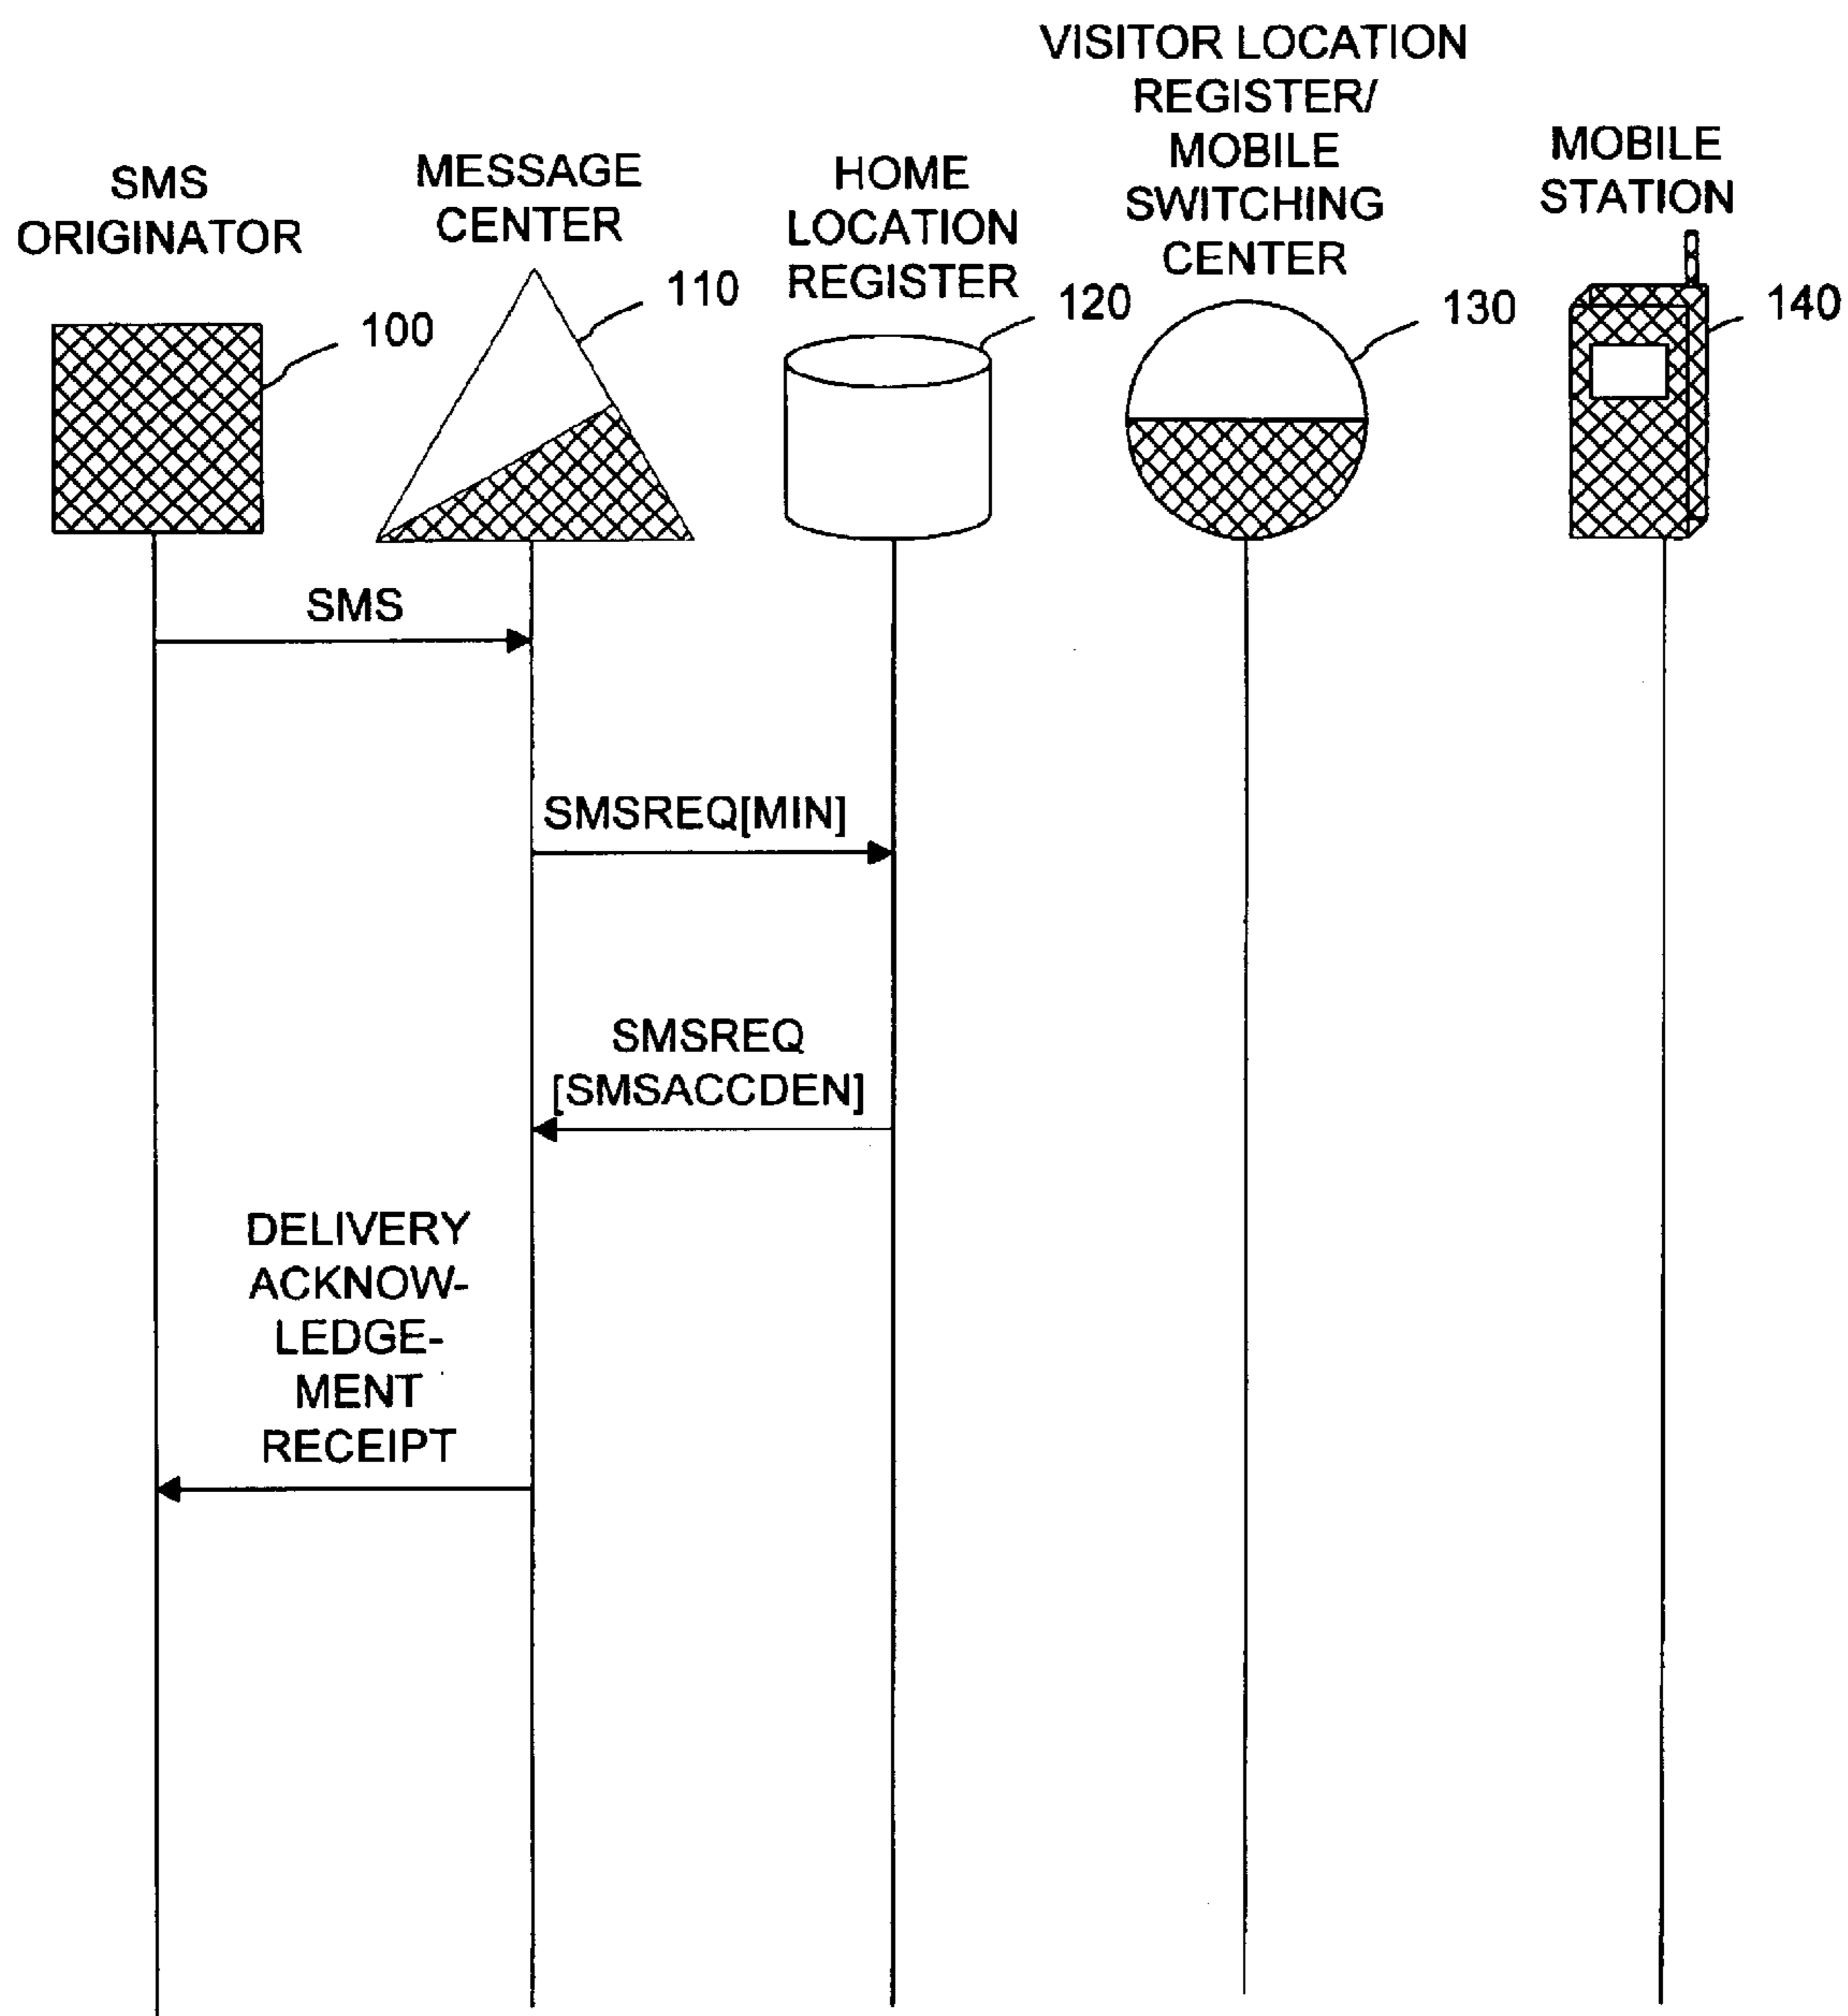 SMS
ORIGINATOR
100
MESSAGE
CENTER
110
HOME
LOCATION
REGISTER
120
VISITOR LOCATION
REGISTER/
MOBILE
SWITCHING
CENTER
130
MOBILE
STATION
140
SMS
SMSREQ[MIN]
SMSREQ
[SMSACCDEN]
DELIVERY
ACKNOW-
LEDGE-
MENT
RECEIPT